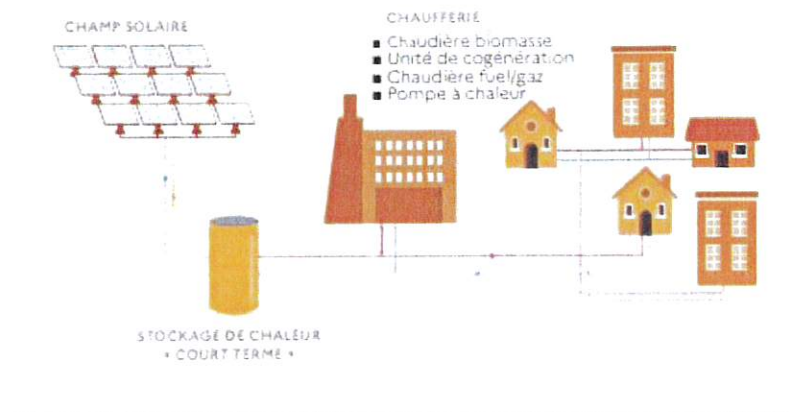 CHAMP SOLAIRE
CHAUFFERIE
Chaudière biomasse
Unité de cogénération
Chaudière fuel/gaz
Pompe à chaleur
STOCKAGE DE CHALEUR
« COURT TERME »